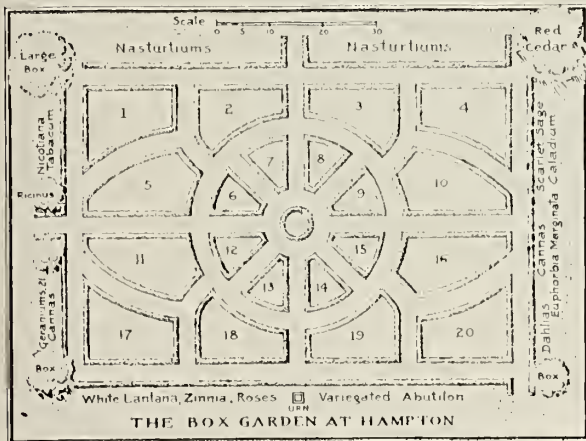 Scale
0 5 10 20 30
Nasturtiums Nasturtiums
Large Box
Red Cedar
1 2 3 4
Nicotiana Tabacum
Ricinus
5 6 7 8 9 10
Dahlias Cannas Scarlet Sage
Euphorbia Marginata Caladium
11 12 13 14 15 16
Geraniums, 21
Cannas
17 18 19 20
Box
Box
White Lantana, Zinnia, Roses Variegated Abutilon
URN
THE BOX GARDEN AT HAMPTON